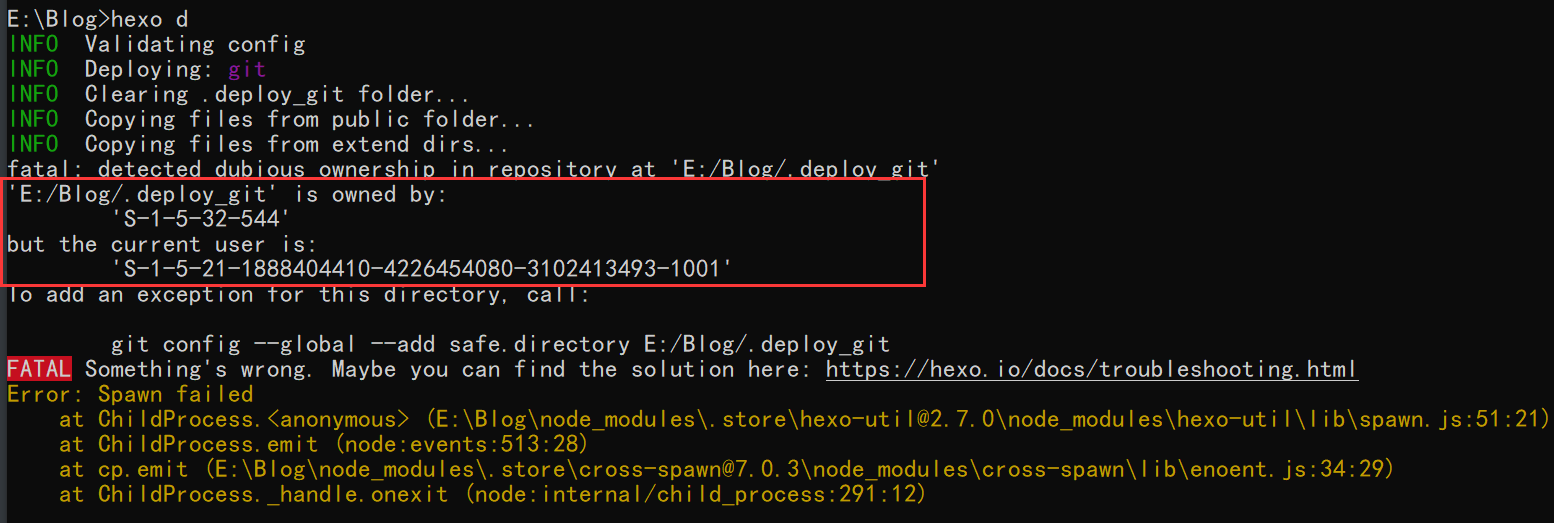 E:\Blog>hexo d
INFO  Validating config
INFO  Deploying: git
INFO  Clearing .deploy_git folder...
INFO  Copying files from public folder...
INFO  Copying files from extend dirs...
fatal: detected dubious ownership in repository at 'E:/Blog/.deploy_git'
'E:/Blog/.deploy_git' is owned by:
        'S-1-5-32-544'
but the current user is:
        'S-1-5-21-1888404410-4226454080-3102413493-1001'
To add an exception for this directory, call:
        git config --global --add safe.directory E:/Blog/.deploy_git
FATAL Something's wrong. Maybe you can find the solution here: https://hexo.io/docs/troubleshooting.html
Error: Spawn failed
    at ChildProcess.<anonymous> (E:\Blog\node_modules\.store\hexo-util@2.7.0\node_modules\hexo-util\lib\spawn.js:51:21)
    at ChildProcess.emit (node:events:513:28)
    at cp.emit (E:\Blog\node_modules\.store\cross-spawn@7.0.3\node_modules\cross-spawn\lib\enoent.js:34:29)
    at ChildProcess._handle.onexit (node:internal/child_process:291:12)